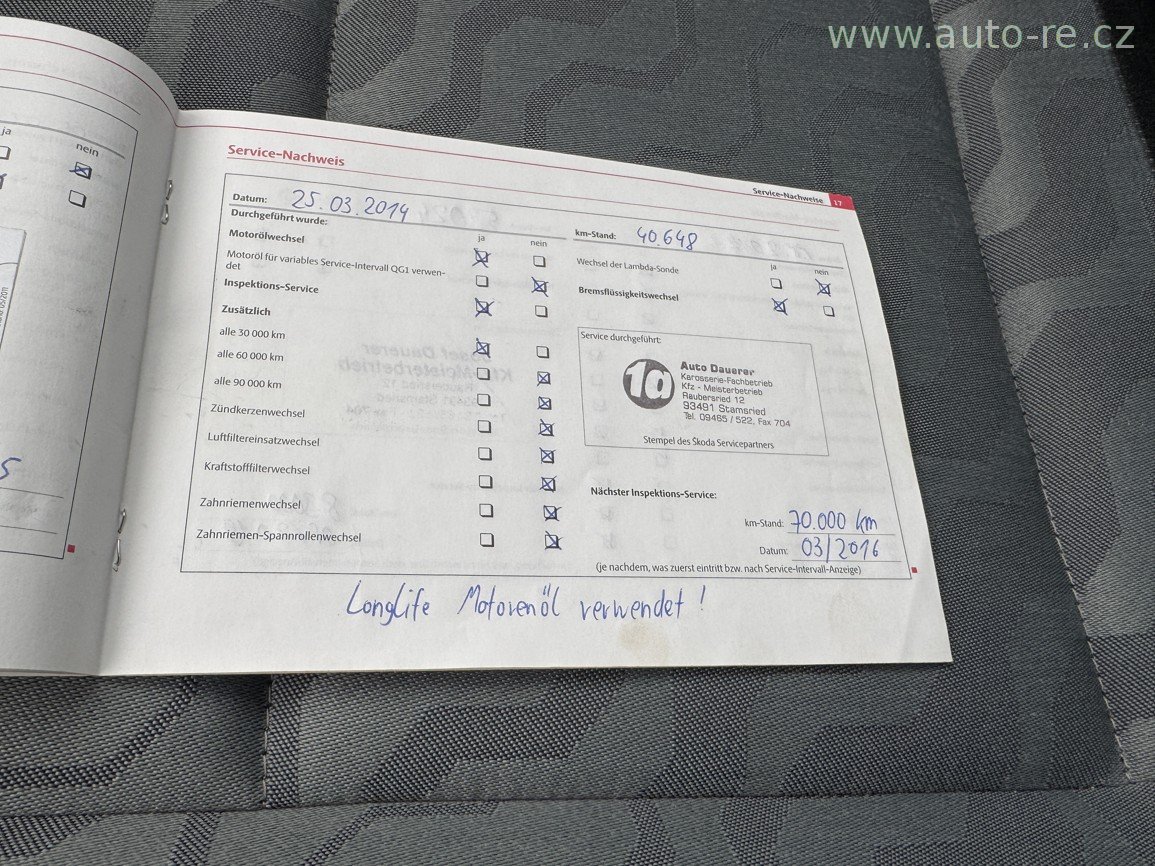 www.auto-re.cz
ja
nein
Service-Nachweis
Service-Nachweise 17
Datum: 25.03.2014
km-Stand: 40648
Durchgeführt wurde:
ja nein
Motorölwechsel
Motoröl für variables Service-Intervall QG1 verwen-
det
Inspektions-Service
Zusätzlich
alle 30 000 km
alle 60 000 km
alle 90 000 km
Zündkerzenwechsel
Luftfiltereinsatzwechsel
Kraftstofffilterwechsel
Zahnriemenwechsel
Zahnriemen-Spannrollenwechsel
ja nein
Wechsel der Lambda-Sonde
Bremsflüssigkeitswechsel
Service durchgeführt:
1a
Auto Dauerer
Karosserie-Fachbetrieb
Kfz - Meisterbetrieb
Raubersried 12
93491 Stamsried
Tel. 09465 / 522, Fax 704
Stempel des Škoda Servicepartners
Nächster Inspektions-Service:
km-Stand: 70.000 km
Datum: 03/2016
(je nachdem, was zuerst eintritt bzw. nach Service-Intervall-Anzeige)
LongLife Motorenöl verwendet!